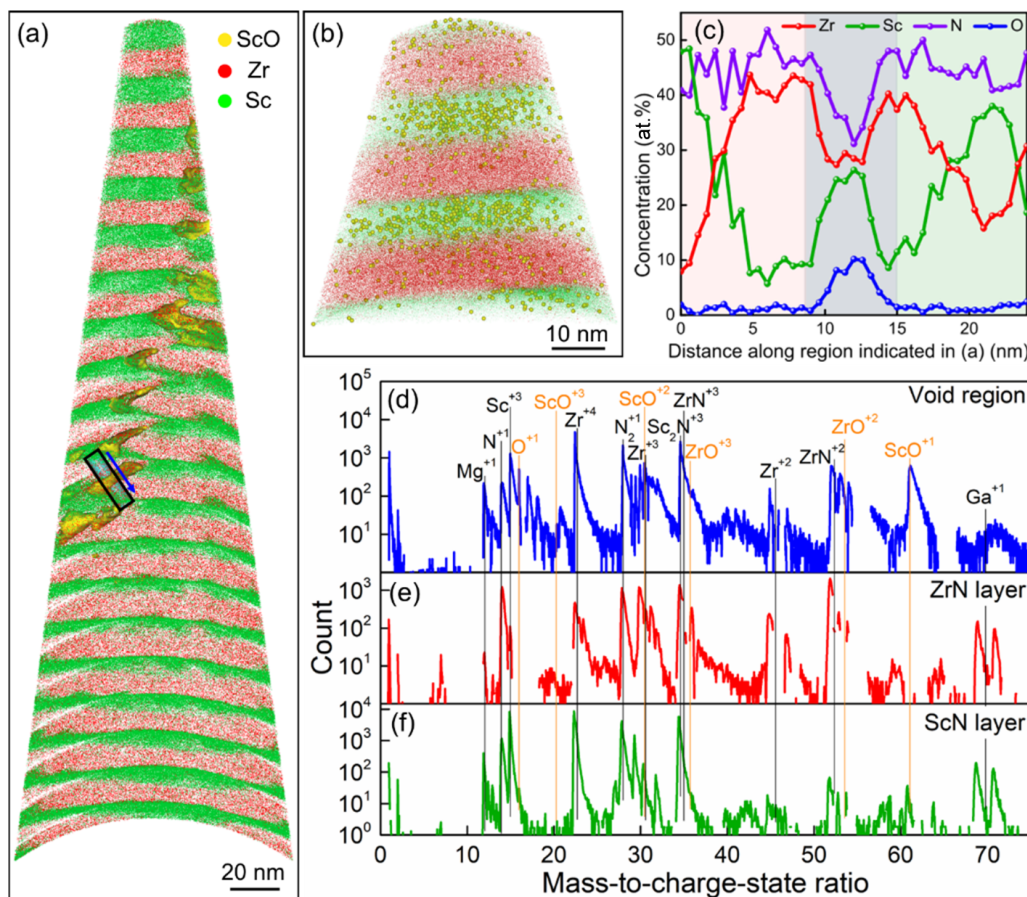 (a)
ScO
Zr
Sc
20 nm
(b)
10 nm
(c)
Zr Sc N O
Concentration (at.%)
50
40
30
20
10
0
0 5 10 15 20
Distance along region indicated in (a) (nm)
(d)
Void region
Mg+1
N+1
Sc+3
O+1
ScO+3
Zr+4
N2+1
ScO+2
Zr+3
Sc2N+3
ZrN+3
ZrO+3
Zr+2
ZrN+2
ZrO+2
ScO+1
Ga+1
10^5
10^4
10^3
10^2
10^1
(e)
ZrN layer
10^3
10^2
10^1
10^4
(f)
ScN layer
10^4
10^3
10^2
10^1
10^0
Count
0 10 20 30 40 50 60 70
Mass-to-charge-state ratio